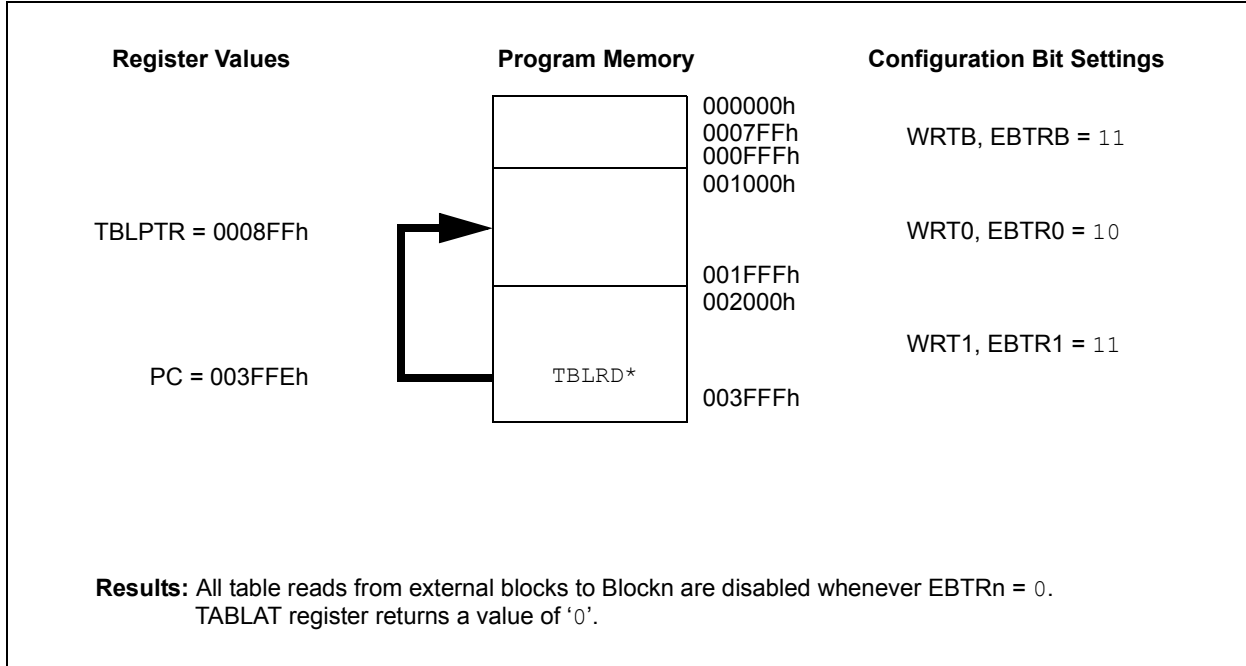 Register Values
Program Memory
Configuration Bit Settings
000000h
0007FFh
WRTB, EBTRB = 11
000FFFh
001000h
TBLPTR = 0008FFh
WRT0, EBTR0 = 10
001FFFh
002000h
WRT1, EBTR1 = 11
PC = 003FFEh
TBLRD*
003FFFh
Results: All table reads from external blocks to Blockn are disabled whenever EBTRn = 0.
TABLAT register returns a value of ‘0’.